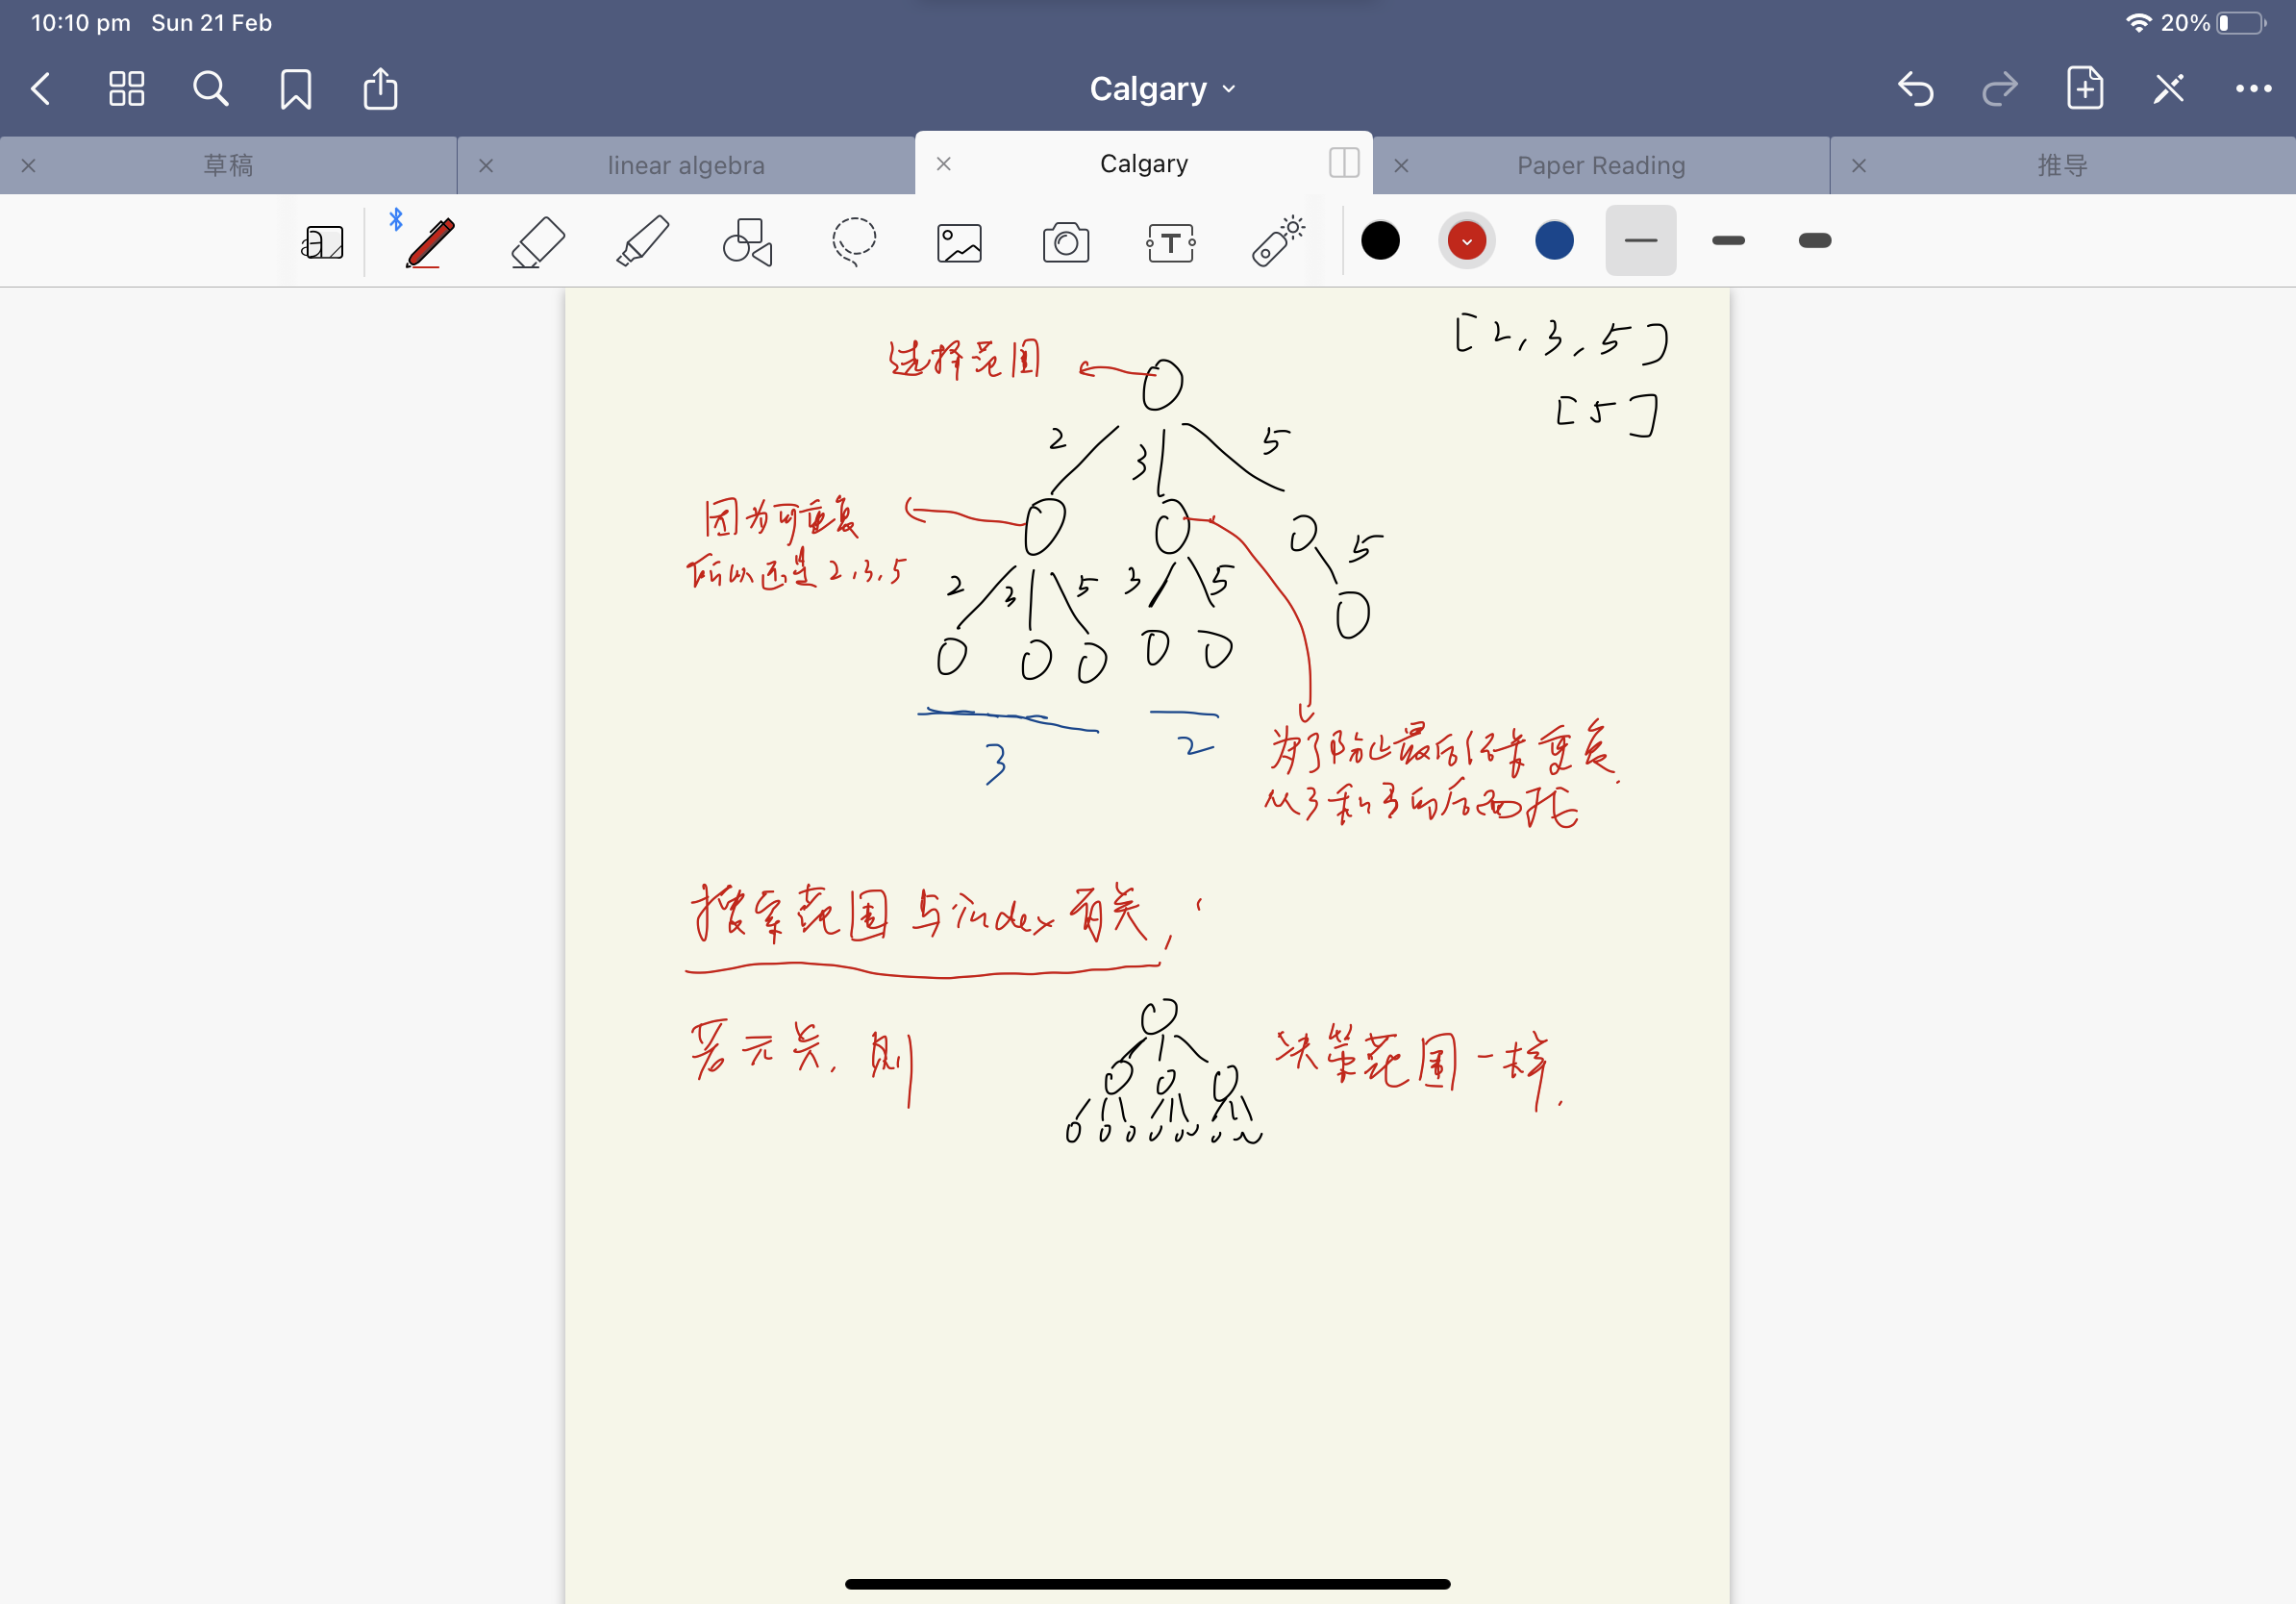 10:10 pm Sun 21 Feb 20%
Calgary
草稿 linear algebra Calgary Paper Reading 推导
T
[2,3,5]
选择范围
[5]
2 3 5
因为可重复
所以还是2,3,5
5
2 3 5 3 5
3 2
为了防止最后结果重复.
从3和3的后面找
搜索范围与index有关,
若无关,则
决策范围一样.